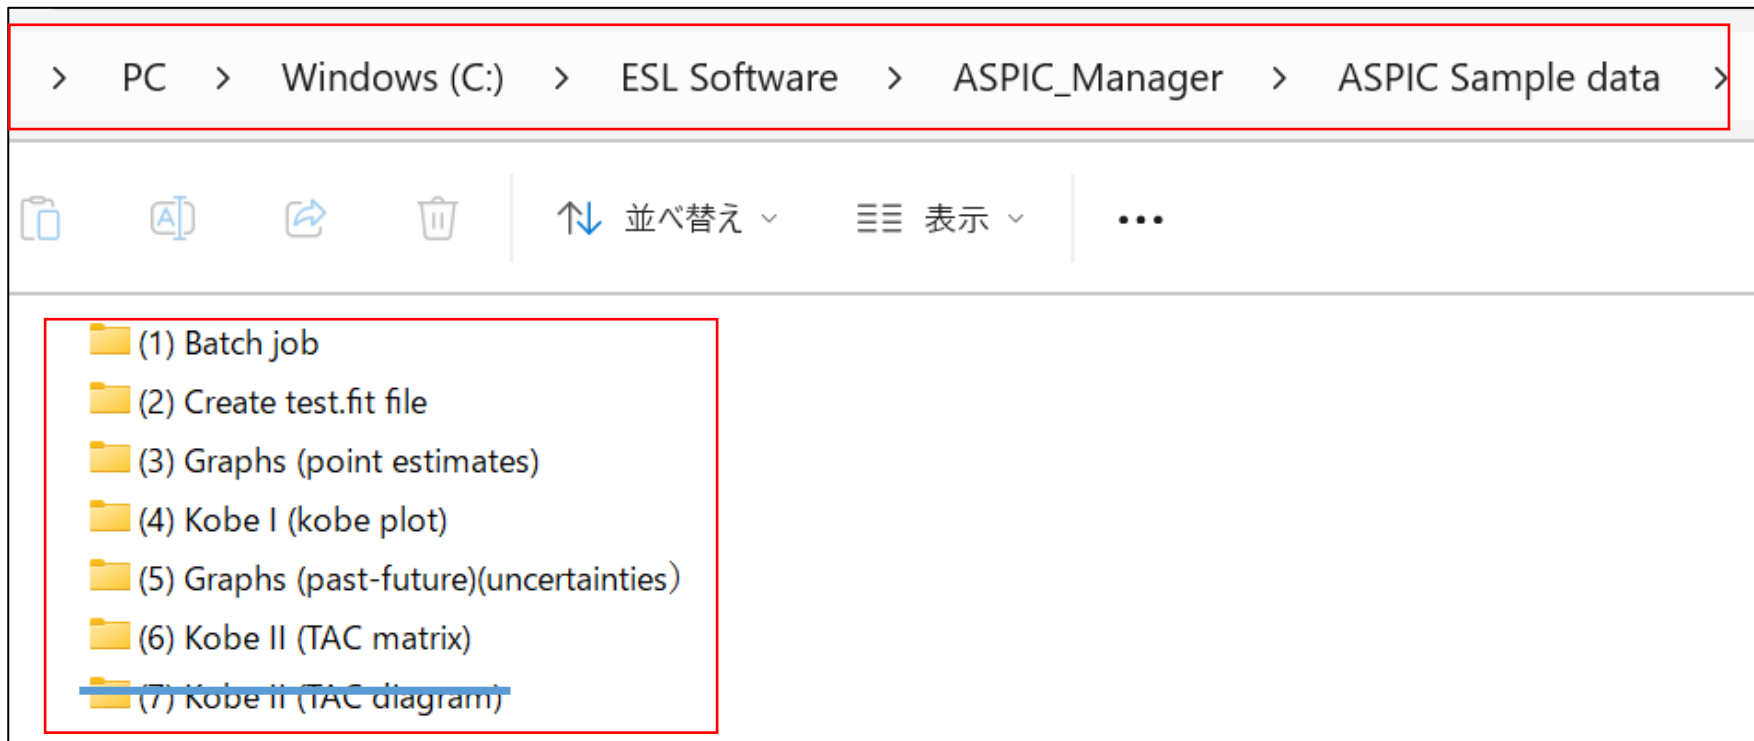 > PC > Windows (C:) > ESL Software > ASPIC_Manager > ASPIC Sample data >
A 並べ替え 表示 •••
(1) Batch job
(2) Create test.fit file
(3) Graphs (point estimates)
(4) Kobe I (kobe plot)
(5) Graphs (past-future)(uncertainties）
(6) Kobe II (TAC matrix)
(7) Kobe II (TAC diagram)